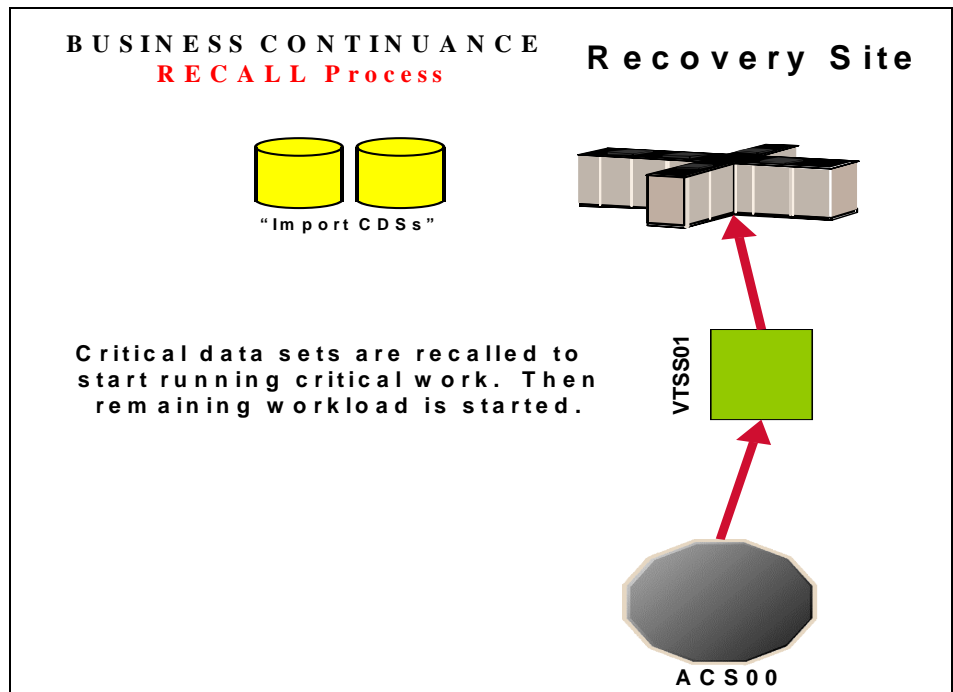 BUSINESS CONTINUANCE
RECALL Process
Recovery Site
“Import CDSs”
Critical data sets are recalled to
start running critical work. Then
remaining workload is started.
VTSS01
ACS00